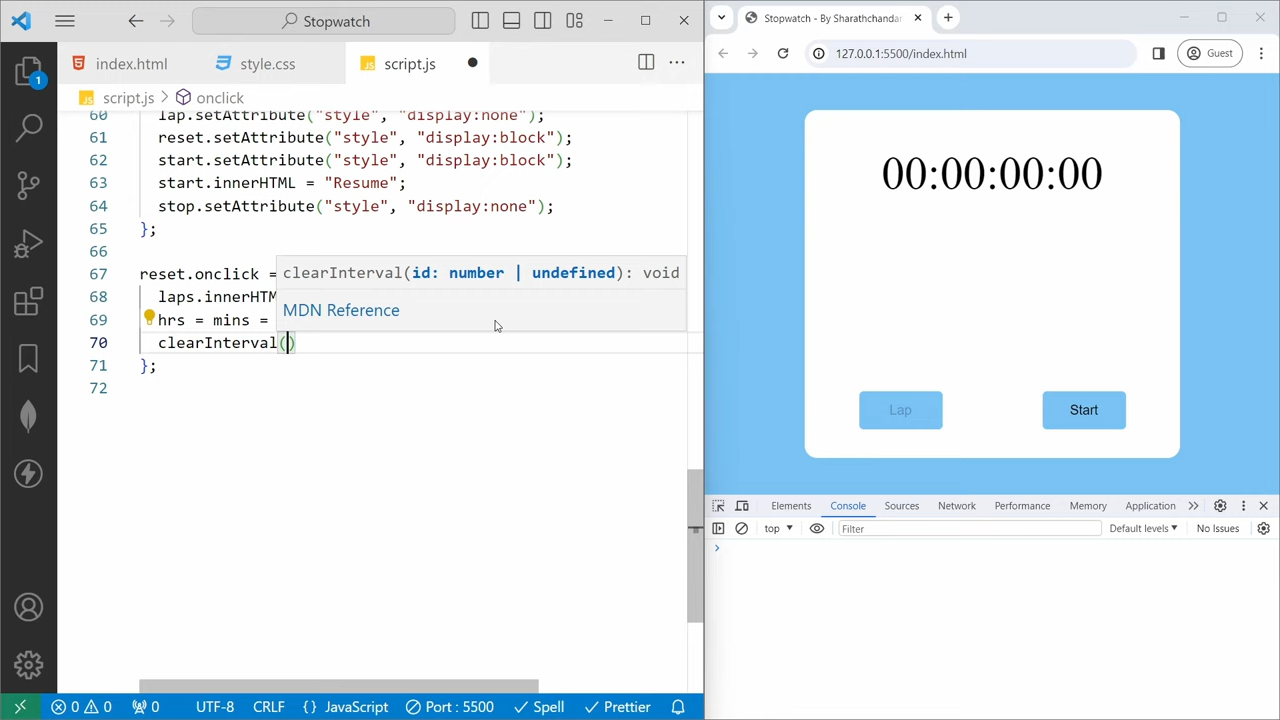 Stopwatch
index.html
style.css
script.js
script.js > onclick
60 lap.setAttribute("style", "display:none");
61 reset.setAttribute("style", "display:block");
62 start.setAttribute("style", "display:block");
63 start.innerHTML = "Resume";
64 stop.setAttribute("style", "display:none");
65 };
66
67 reset.onclick =
clearInterval(id: number | undefined): void
68 laps.innerHTM
MDN Reference
69 hrs = mins =
70 clearInterval()
71 };
72
1
0 0 0 UTF-8 CRLF {} JavaScript Port : 5500 Spell Prettier
Stopwatch - By Sharathchandar
127.0.0.1:5500/index.html
Guest
00:00:00:00
Lap Start
Elements Console Sources Network Performance Memory Application
top Filter Default levels No Issues